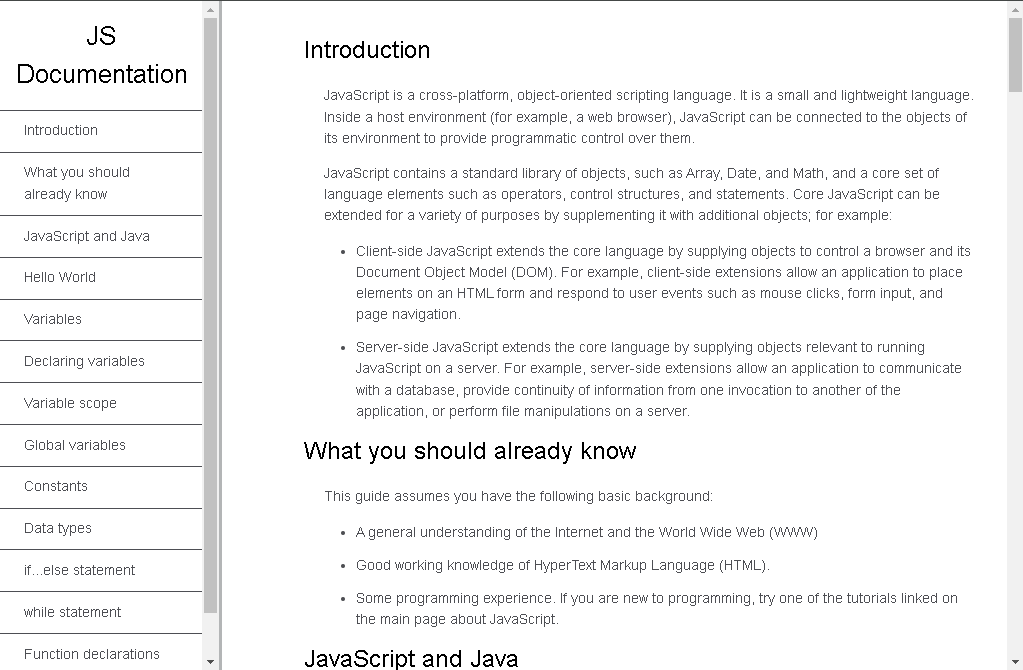 JS
Documentation
Introduction
What you should
already know
JavaScript and Java
Hello World
Variables
Declaring variables
Variable scope
Global variables
Constants
Data types
if...else statement
while statement
Function declarations
Introduction
JavaScript is a cross-platform, object-oriented scripting language. It is a small and lightweight language.
Inside a host environment (for example, a web browser), JavaScript can be connected to the objects of
its environment to provide programmatic control over them.
JavaScript contains a standard library of objects, such as Array, Date, and Math, and a core set of
language elements such as operators, control structures, and statements. Core JavaScript can be
extended for a variety of purposes by supplementing it with additional objects; for example:
• Client-side JavaScript extends the core language by supplying objects to control a browser and its
Document Object Model (DOM). For example, client-side extensions allow an application to place
elements on an HTML form and respond to user events such as mouse clicks, form input, and
page navigation.
• Server-side JavaScript extends the core language by supplying objects relevant to running
JavaScript on a server. For example, server-side extensions allow an application to communicate
with a database, provide continuity of information from one invocation to another of the
application, or perform file manipulations on a server.
What you should already know
This guide assumes you have the following basic background:
• A general understanding of the Internet and the World Wide Web (WWW)
• Good working knowledge of HyperText Markup Language (HTML).
• Some programming experience. If you are new to programming, try one of the tutorials linked on
the main page about JavaScript.
JavaScript and Java